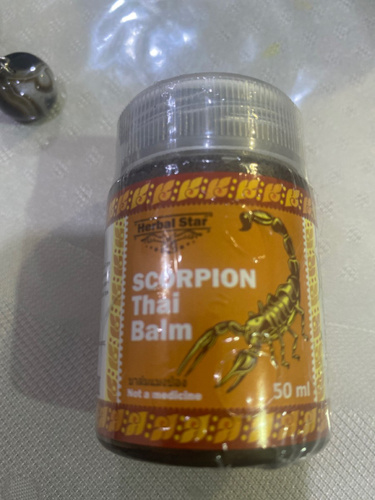 Herbal Star
SCORPION
Thai
Balm
Not a medicine
50 ml